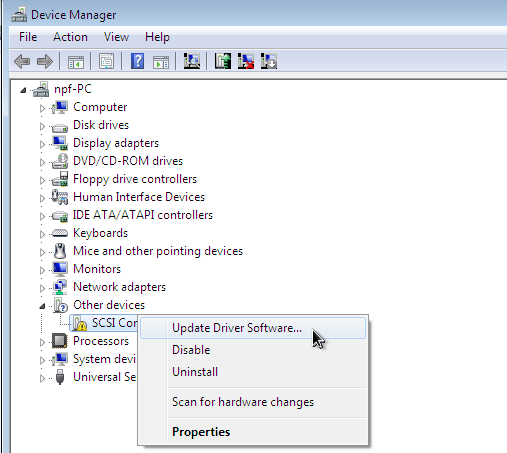 Device Manager
File Action View Help
npf-PC
Computer
Disk drives
Display adapters
DVD/CD-ROM drives
Floppy drive controllers
Human Interface Devices
IDE ATA/ATAPI controllers
Keyboards
Mice and other pointing devices
Monitors
Network adapters
Other devices
SCSI Con
Update Driver Software...
Disable
Uninstall
Scan for hardware changes
Properties
Processors
System devi
Universal Se